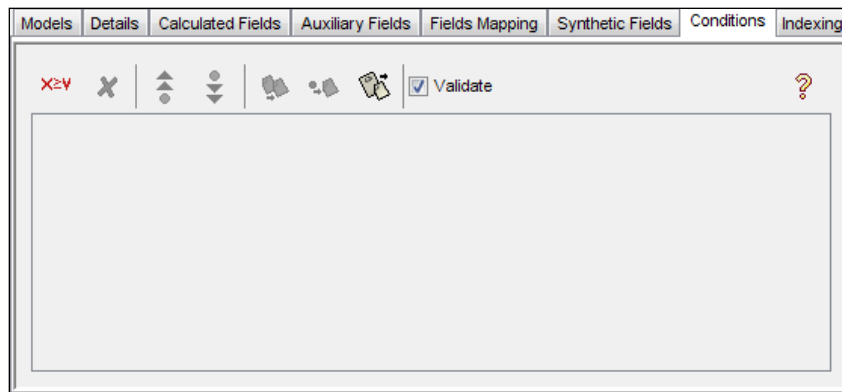 Models Details Calculated Fields Auxiliary Fields Fields Mapping Synthetic Fields Conditions Indexing
X≥Y Validate ?